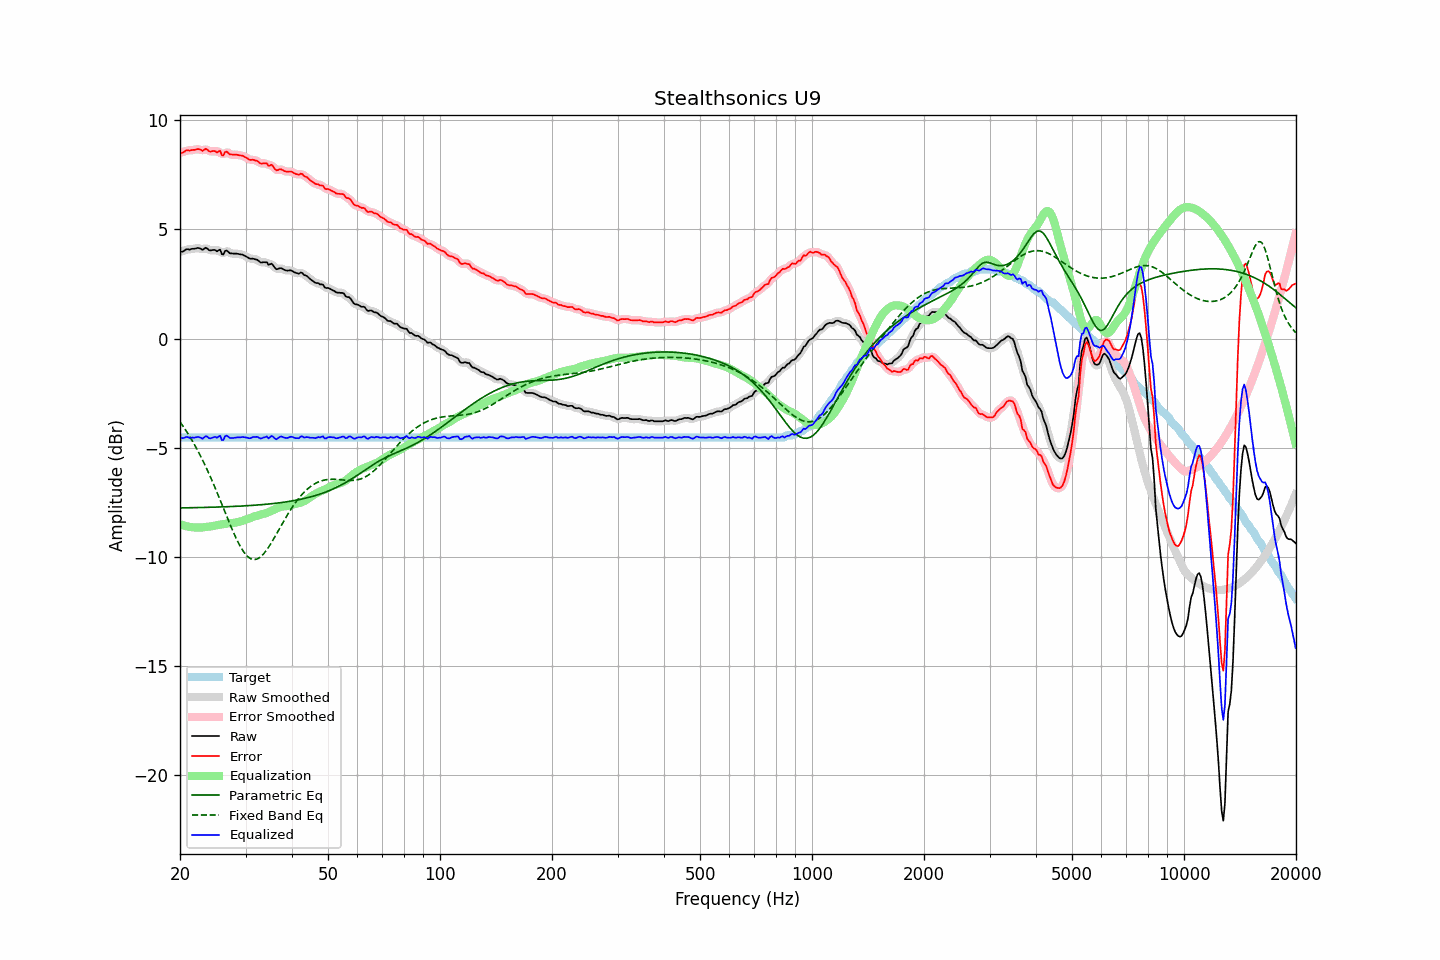 Stealthsonics U9
Amplitude (dBr)
10
5
0
−5
−10
−15
−20
Target
Raw Smoothed
Error Smoothed
Raw
Error
Equalization
Parametric Eq
Fixed Band Eq
Equalized
20 50 100 200 500 1000 2000 5000 10000 20000
Frequency (Hz)